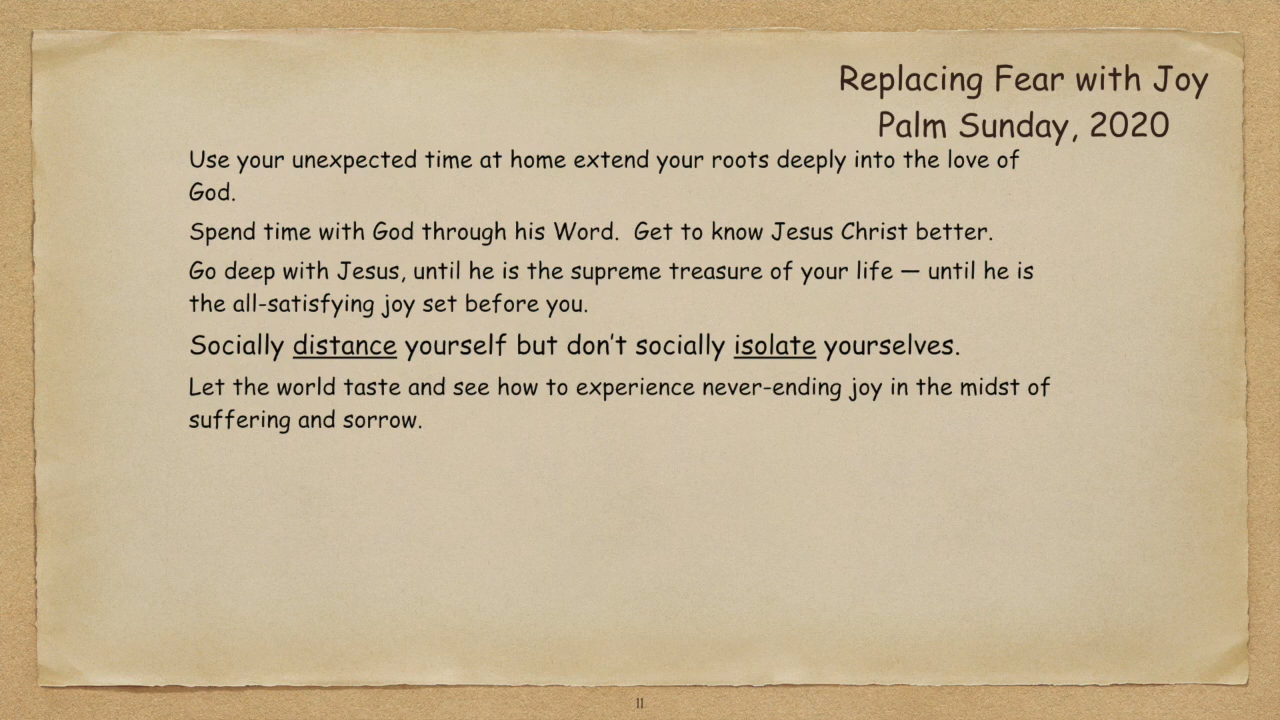 Replacing Fear with Joy
Palm Sunday, 2020
Use your unexpected time at home extend your roots deeply into the love of
God.
Spend time with God through his Word.  Get to know Jesus Christ better.
Go deep with Jesus, until he is the supreme treasure of your life — until he is
the all-satisfying joy set before you.
Socially distance yourself but don't socially isolate yourselves.
Let the world taste and see how to experience never-ending joy in the midst of
suffering and sorrow.
11